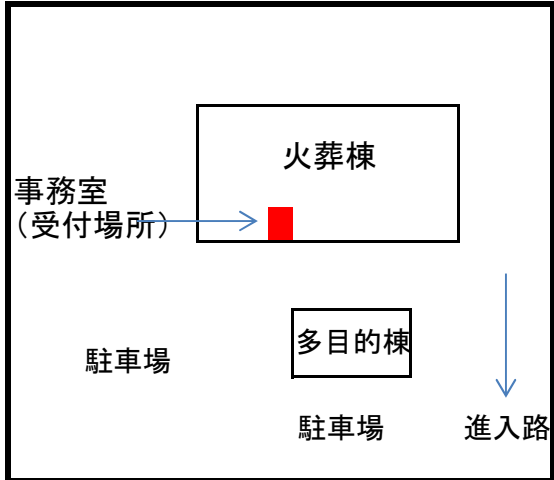 火葬棟
事務室
（受付場所）
多目的棟
駐車場
駐車場
進入路